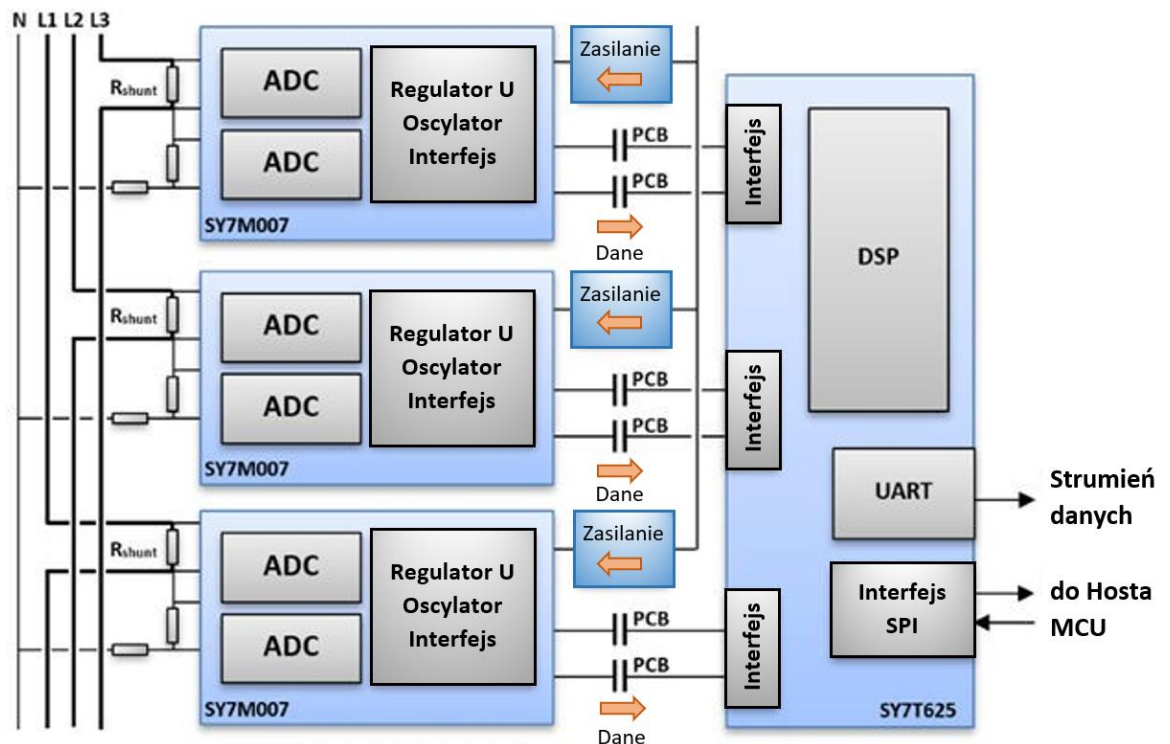 N L1 L2 L3
Rshunt
ADC
ADC
Regulator U
Oscylator
Interfejs
SY7M007
Zasilanie
PCB
PCB
Dane
Interfejs
Rshunt
ADC
ADC
Regulator U
Oscylator
Interfejs
SY7M007
Zasilanie
PCB
PCB
Dane
Interfejs
Rshunt
ADC
ADC
Regulator U
Oscylator
Interfejs
SY7M007
Zasilanie
PCB
PCB
Dane
Interfejs
DSP
UART
Interfejs
SPI
SY7T625
Strumień
danych
do Hosta
MCU